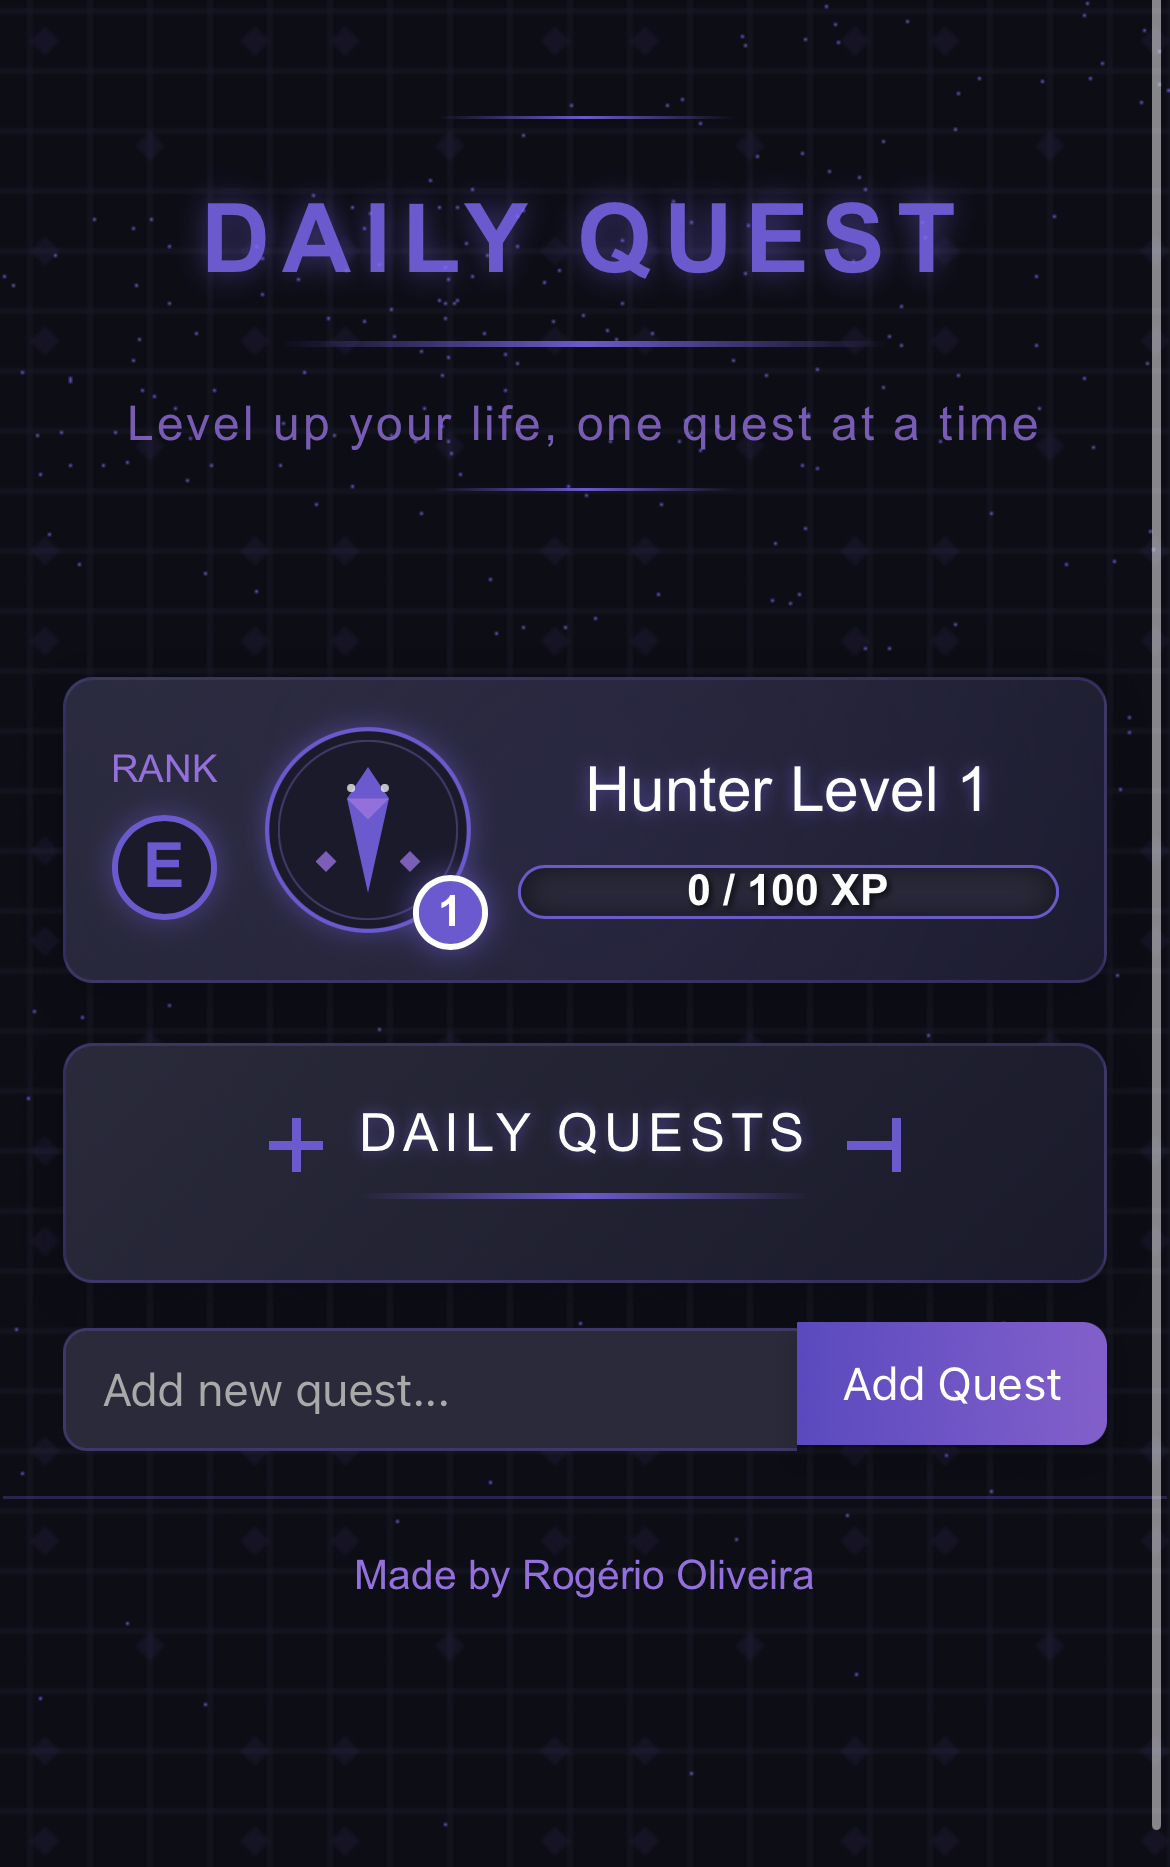 DAILY QUEST
Level up your life, one quest at a time
RANK
E
1
Hunter Level 1
0 / 100 XP
DAILY QUESTS
Add new quest...
Add Quest
Made by Rogério Oliveira